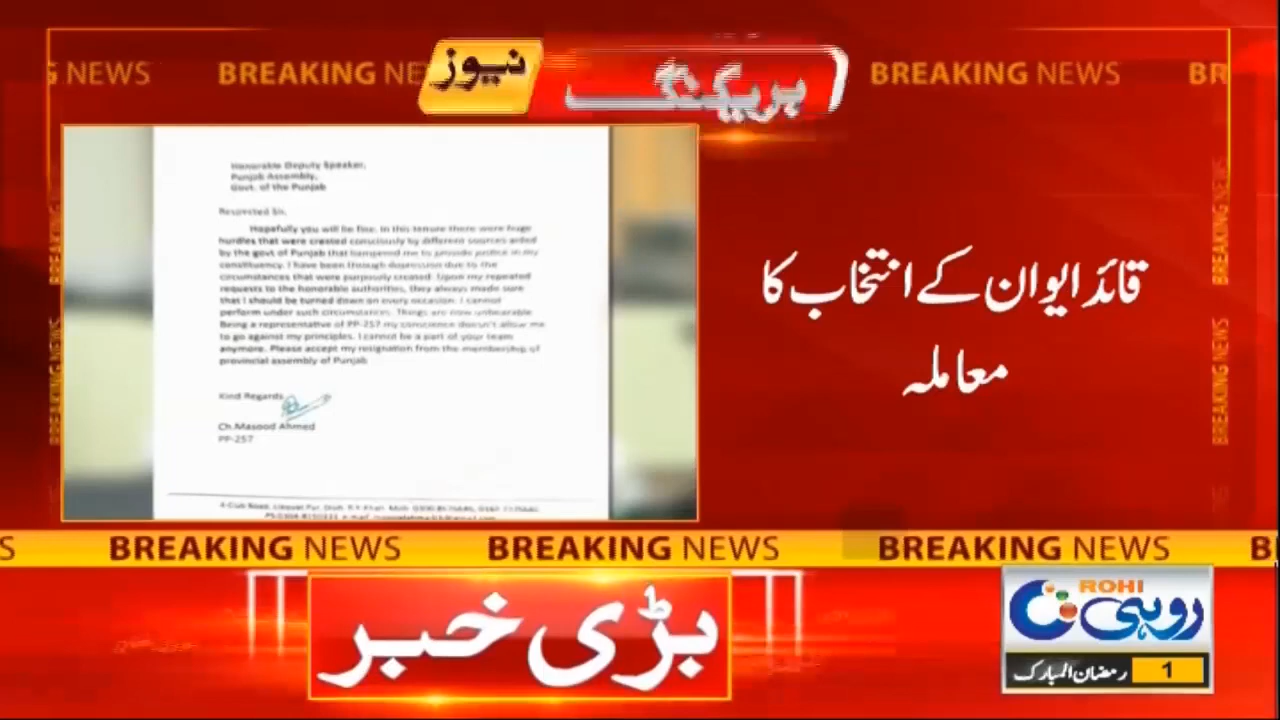 BREAKING NEWS
نیوز
بریکنگ
BREAKING NEWS
Honorable Deputy Speaker,
Punjab Assembly,
Govt. of the Punjab
Respected Sir,
Hopefully you will be fine. In this tenure there were huge
hurdles that were created consciously by different sources aided
by the govt of Punjab that hampered me to provide justice in my
constituency. I have been through depression due to the
circumstances that were purposely created. Upon my repeated
requests to the honorable authorities, they always made sure
that I should be turned down on every occasion. I cannot
perform under such circumstances. Things are now unbearable
Being a representative of PP-257 my conscience doesn't allow me
to go against my principles. I cannot be a part of your team
anymore. Please accept my resignation from the membership of
provincial assembly of Punjab
Kind Regards
Ch.Masood Ahmed
PP-257
قائد ایوان کے انتخاب کا
معاملہ
BREAKING NEWS BREAKING NEWS BREAKING NEWS
بڑی خبر
ROHI
روہی
1 رمضان المبارک